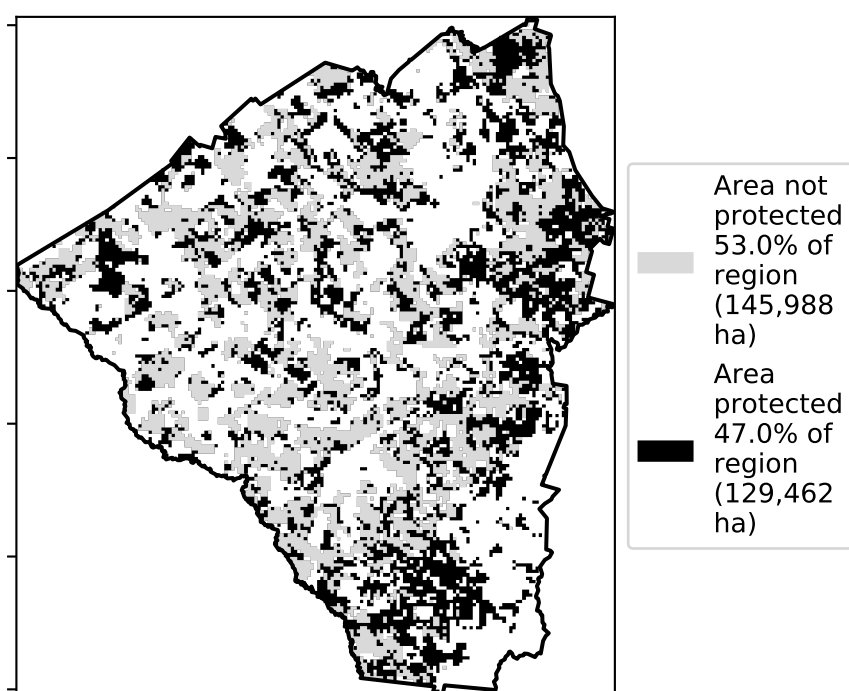 Area not
protected
53.0% of
region
(145,988
ha)
Area
protected
47.0% of
region
(129,462
ha)